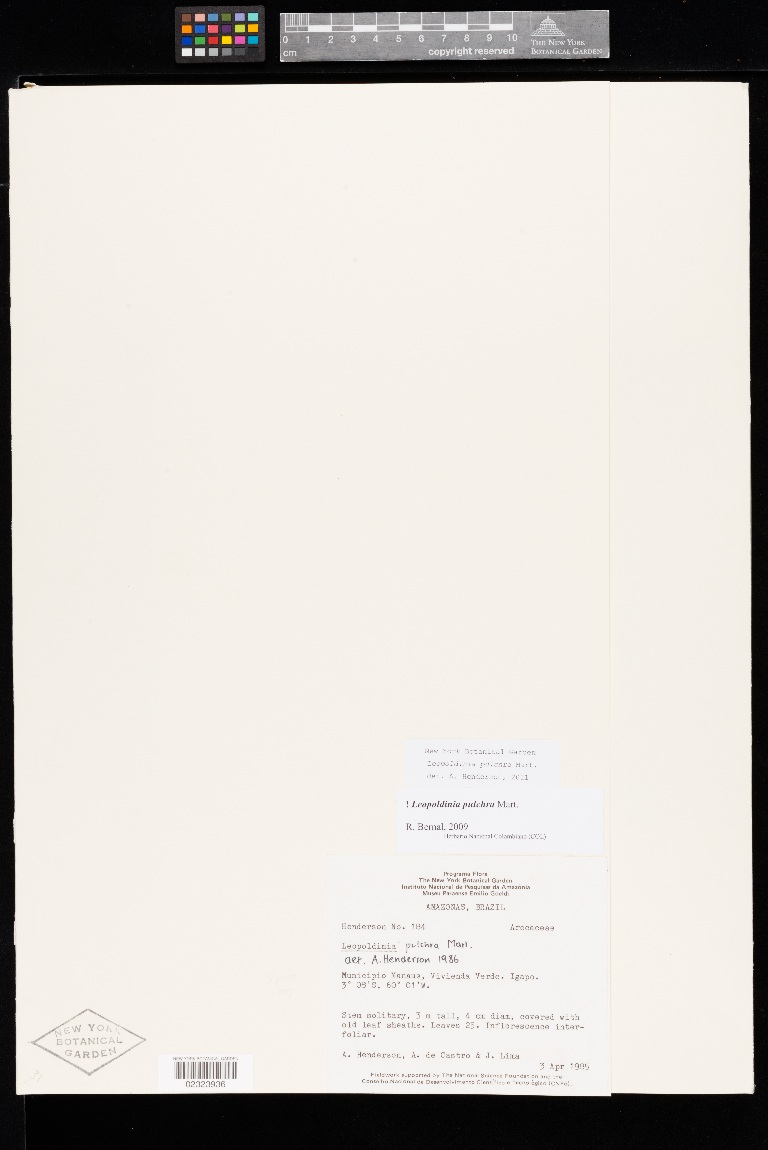 0 1 2 3 4 5 6 7 8 9 10
cm
copyright reserved
THE NEW YORK
BOTANICAL GARDEN
New York Botanical Garden
Leopoldinia pulchra Mart.
det. A. Henderson, 2011
! Leopoldinia pulchra Mart.
R. Bernal, 2009
Herbario Nacional Colombiano (COL)
Programa Flora
The New York Botanical Garden
Instituto Nacional de Pesquisas da Amazônia
Museu Paraense Emilio Goeldi
AMAZONAS, BRAZIL
Henderson No. 184 Arecaceae
Leopoldinia pulchra Mart.
det. A. Henderson 1986
Municipio Manaus, Vivienda Verde. Igapo.
3° 08'S, 60° 01'W.
Stem solitary, 3 m tall, 4 cm diam, covered with
old leaf sheaths. Leaves 25. Inflorescence inter-
foliar.
A. Henderson, A. de Castro & J. Lima
3 Apr 1985
Fieldwork supported by The National Science Foundation and the
Conselho Nacional de Desenvolvimento Científico e Tecnológico (CNPq).
NEW YORK
BOTANICAL
GARDEN
NEW YORK BOTANICAL GARDEN
02323936